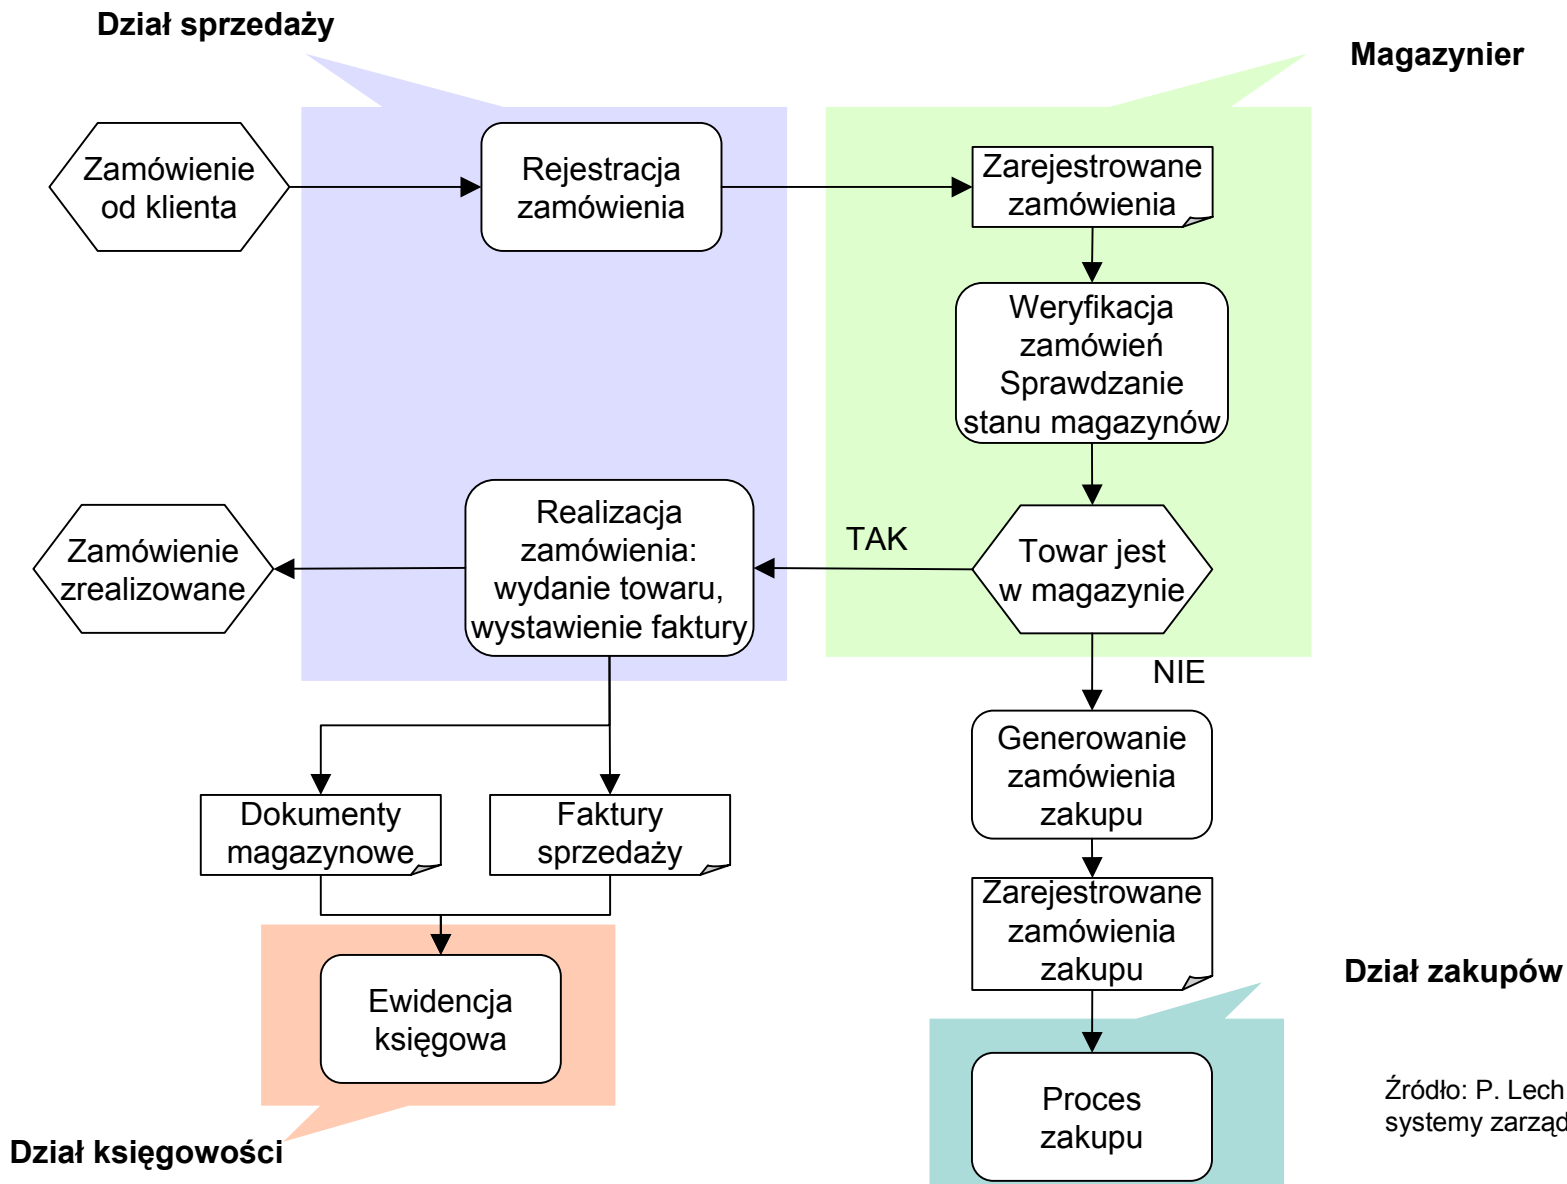 Dział sprzedaży
Magazynier
Zamówienie
od klienta
Rejestracja
zamówienia
Zarejestrowane
zamówienia
Weryfikacja
zamówień
Sprawdzanie
stanu magazynów
Zamówienie
zrealizowane
Realizacja
zamówienia:
wydanie towaru,
wystawienie faktury
TAK
Towar jest
w magazynie
NIE
Generowanie
zamówienia
zakupu
Dokumenty
magazynowe
Faktury
sprzedaży
Zarejestrowane
zamówienia
zakupu
Dział zakupów
Ewidencja
księgowa
Proces
zakupu
Źródło: P. Lech
systemy zarząd
Dział księgowości